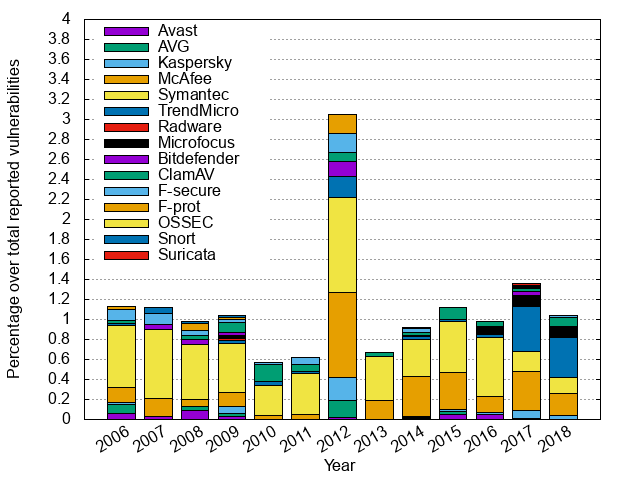 4
3.8
3.6
3.4
3.2
3
2.8
2.6
2.4
2.2
2
1.8
1.6
1.4
1.2
1
0.8
0.6
0.4
0.2
0
Percentage over total reported vulnerabilities
Avast
AVG
Kaspersky
McAfee
Symantec
TrendMicro
Radware
Microfocus
Bitdefender
ClamAV
F-secure
F-prot
OSSEC
Snort
Suricata
2006 2007 2008 2009 2010 2011 2012 2013 2014 2015 2016 2017 2018
Year